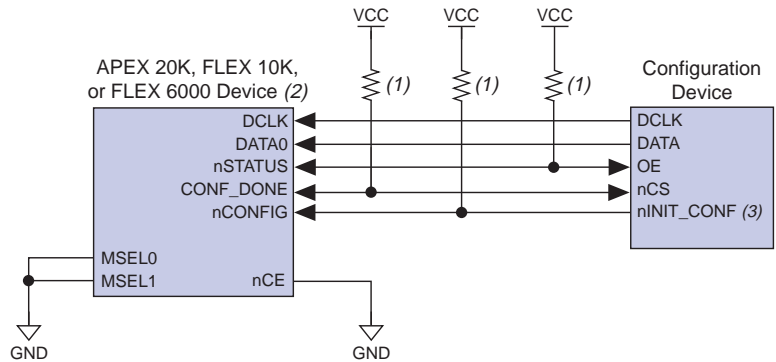 VCC VCC VCC
APEX 20K, FLEX 10K,
or FLEX 6000 Device (2)
(1) (1) (1)
Configuration
Device
DCLK DCLK
DATA0 DATA
nSTATUS OE
CONF_DONE nCS
nCONFIG nINIT_CONF (3)
MSEL0
MSEL1 nCE
GND GND